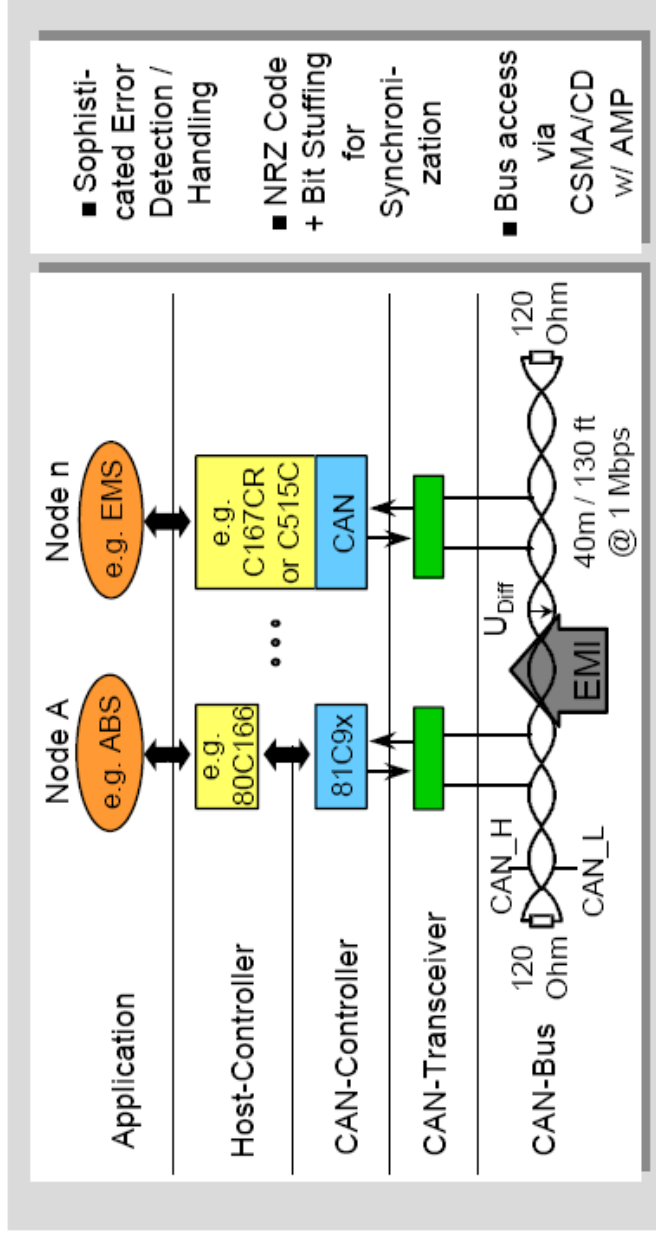 Node A
Node n
Application
e.g. ABS
e.g. EMS
Host-Controller
e.g.
80C166
e.g.
C167CR
or C515C
CAN-Controller
81C9x
CAN
CAN-Transceiver
CAN-Bus
120
Ohm
CAN_H
CAN_L
UDiff
EMI
40m / 130 ft
@ 1 Mbps
120
Ohm
■ Sophisti-
cated Error
Detection /
Handling
■ NRZ Code
+ Bit Stuffing
for
Synchroni-
zation
■ Bus access
via
CSMA/CD
w/ AMP